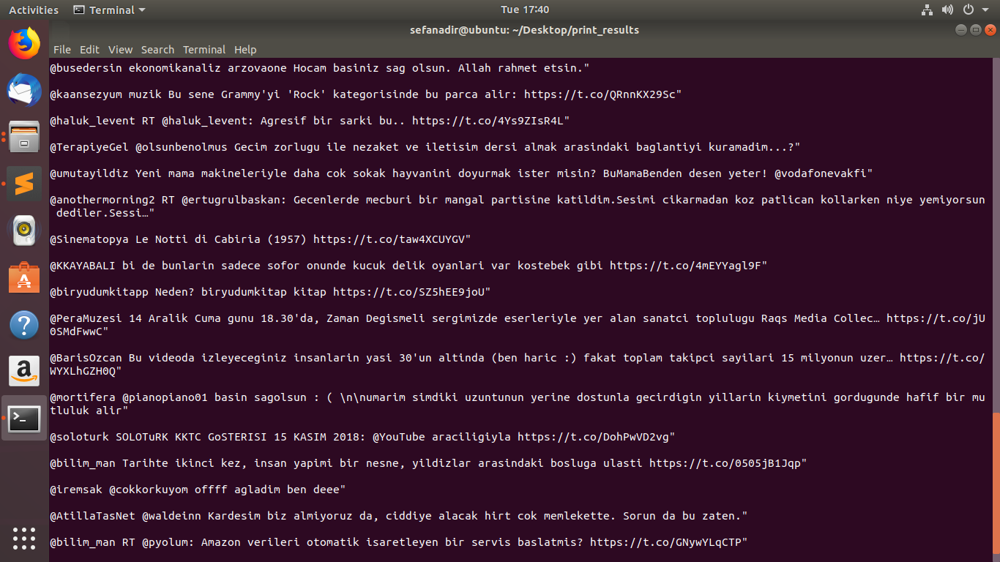 Activities
Terminal
Tue 17:40
sefanadir@ubuntu: ~/Desktop/print_results
File Edit View Search Terminal Help
@busedersin ekonomikanaliz arzovaone Hocam basiniz sag olsun. Allah rahmet etsin."
@kaansezyum muzik Bu sene Grammy'yi 'Rock' kategorisinde bu parca alir: https://t.co/QRnnKX29Sc"
@haluk_levent RT @haluk_levent: Agresif bir sarki bu.. https://t.co/4Ys9ZIsR4L"
@TerapiyeGel @olsunbenolmus Gecim zorlugu ile nezaket ve iletisim dersi almak arasindaki baglantiyi kuramadim...?"
@umutayildiz Yeni mama makineleriyle daha cok sokak hayvanini doyurmak ister misin? BuMamaBenden desen yeter! @vodafonevakfi"
@anothermorning2 RT @ertugrulbaskan: Gecenlerde mecburi bir mangal partisine katildim.Sesimi cikarmadan koz patlican kollarken niye yemiyorsun
dediler.Sessi…"
@Sinematopya Le Notti di Cabiria (1957) https://t.co/taw4XCUYGV"
@KKAYABALI bi de bunlarin sadece sofor onunde kucuk delik oyanlari var kostebek gibi https://t.co/4mEYYagl9F"
@biryudumkitapp Neden? biryudumkitap kitap https://t.co/SZ5hEE9joU"
@PeraMuzesi 14 Aralik Cuma gunu 18.30'da, Zaman Degismeli sergimizde eserleriyle yer alan sanatci toplulugu Raqs Media Collec… https://t.co/jU
0SMdFwwC"
@BarisOzcan Bu videoda izleyeceginiz insanlarin yasi 30'un altinda (ben haric :) fakat toplam takipci sayilari 15 milyonun uzer… https://t.co/
WYXLhGZH0Q"
@mortifera @pianopiano01 basin sagolsun : ( \n\numarim simdiki uzuntunun yerine dostunla gecirdigin yillarin kiymetini gordugunde hafif bir mu
tluluk alir"
@soloturk SOLOTuRK KKTC GoSTERISI 15 KASIM 2018: @YouTube araciligiyla https://t.co/DohPwVD2vg"
@bilim_man Tarihte ikinci kez, insan yapimi bir nesne, yildizlar arasindaki bosluga ulasti https://t.co/0505jB1Jqp"
@iremsak @cokkorkuyom offff agladim ben deee"
@AtillaTasNet @waldeinn Kardesim biz almiyoruz da, ciddiye alacak hirt cok memlekette. Sorun da bu zaten."
@bilim_man RT @pyolum: Amazon verileri otomatik isaretleyen bir servis baslatmis? https://t.co/GNywYLqCTP"